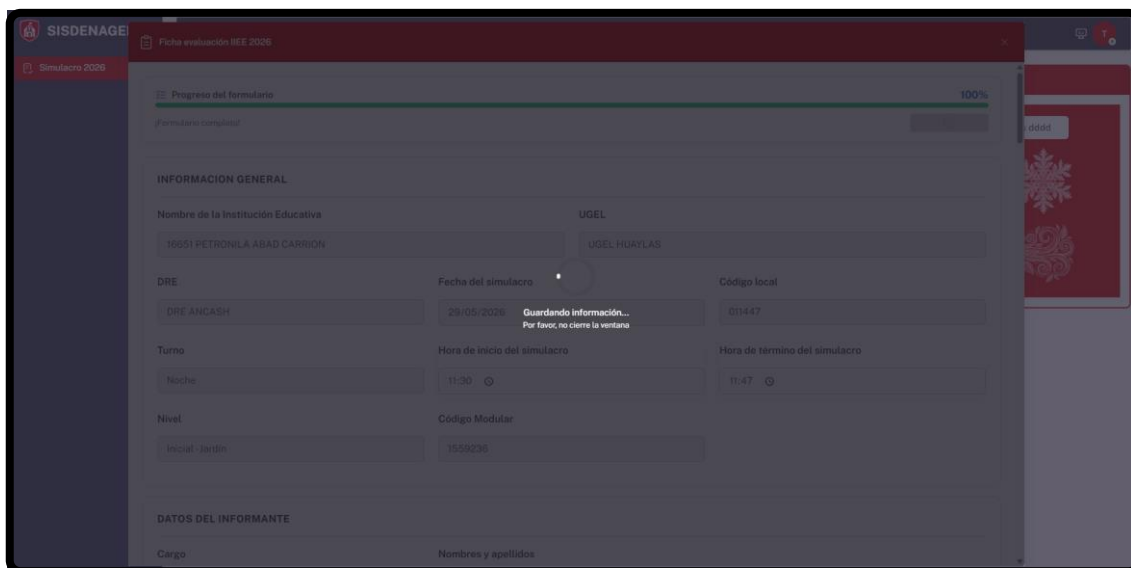 SISDENAGE
Ficha evaluación IIEE 2026
Simulacro 2026
Progreso del formulario
100%
¡Formulario completo!
dddd
INFORMACIÓN GENERAL
Nombre de la Institución Educativa
UGEL
16651 PETRONILA ABAD CARRION
UGEL HUAYLAS
DRE
Fecha del simulacro
Código local
DRE ANCASH
29/05/2026
011447
Guardando información...
Por favor, no cierre la ventana
Turno
Hora de inicio del simulacro
Hora de término del simulacro
Noche
11:30
11:47
Nivel
Código Modular
Inicial - Jardín
1559236
DATOS DEL INFORMANTE
Cargo
Nombres y apellidos